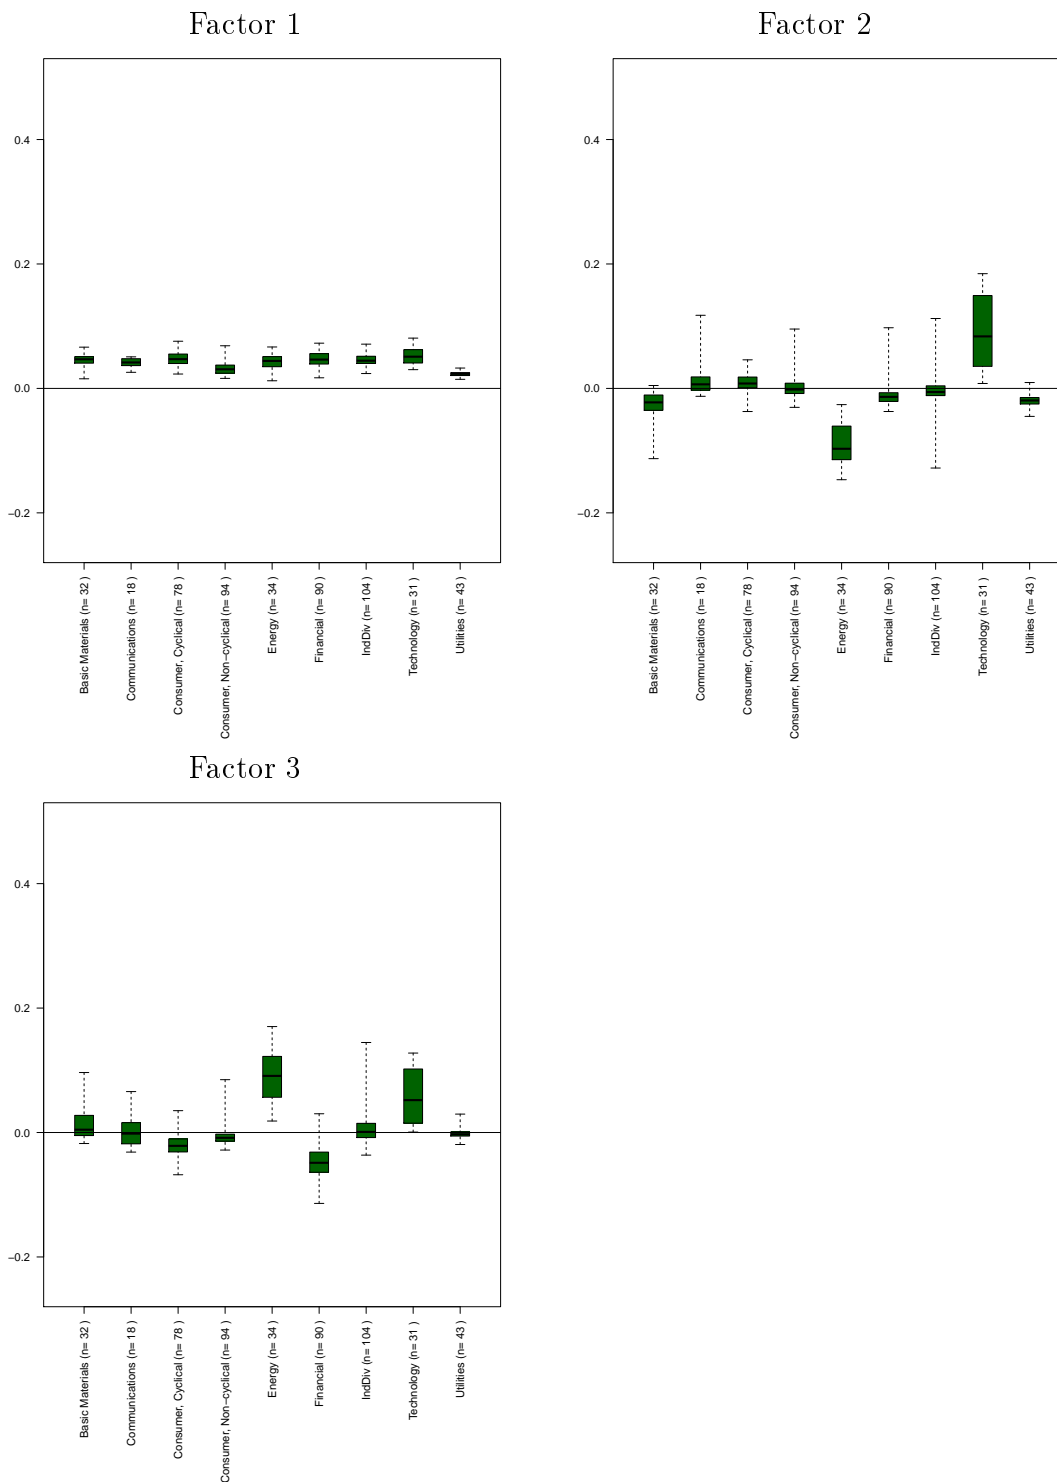 Factor 1
0.4
0.2
0.0
−0.2
Basic Materials (n= 32 )
Communications (n= 18 )
Consumer, Cyclical (n= 78 )
Consumer, Non−cyclical (n= 94 )
Energy (n= 34 )
Financial (n= 90 )
IndDiv (n= 104 )
Technology (n= 31 )
Utilities (n= 43 )
Factor 2
0.4
0.2
0.0
−0.2
Basic Materials (n= 32 )
Communications (n= 18 )
Consumer, Cyclical (n= 78 )
Consumer, Non−cyclical (n= 94 )
Energy (n= 34 )
Financial (n= 90 )
IndDiv (n= 104 )
Technology (n= 31 )
Utilities (n= 43 )
Factor 3
0.4
0.2
0.0
−0.2
Basic Materials (n= 32 )
Communications (n= 18 )
Consumer, Cyclical (n= 78 )
Consumer, Non−cyclical (n= 94 )
Energy (n= 34 )
Financial (n= 90 )
IndDiv (n= 104 )
Technology (n= 31 )
Utilities (n= 43 )